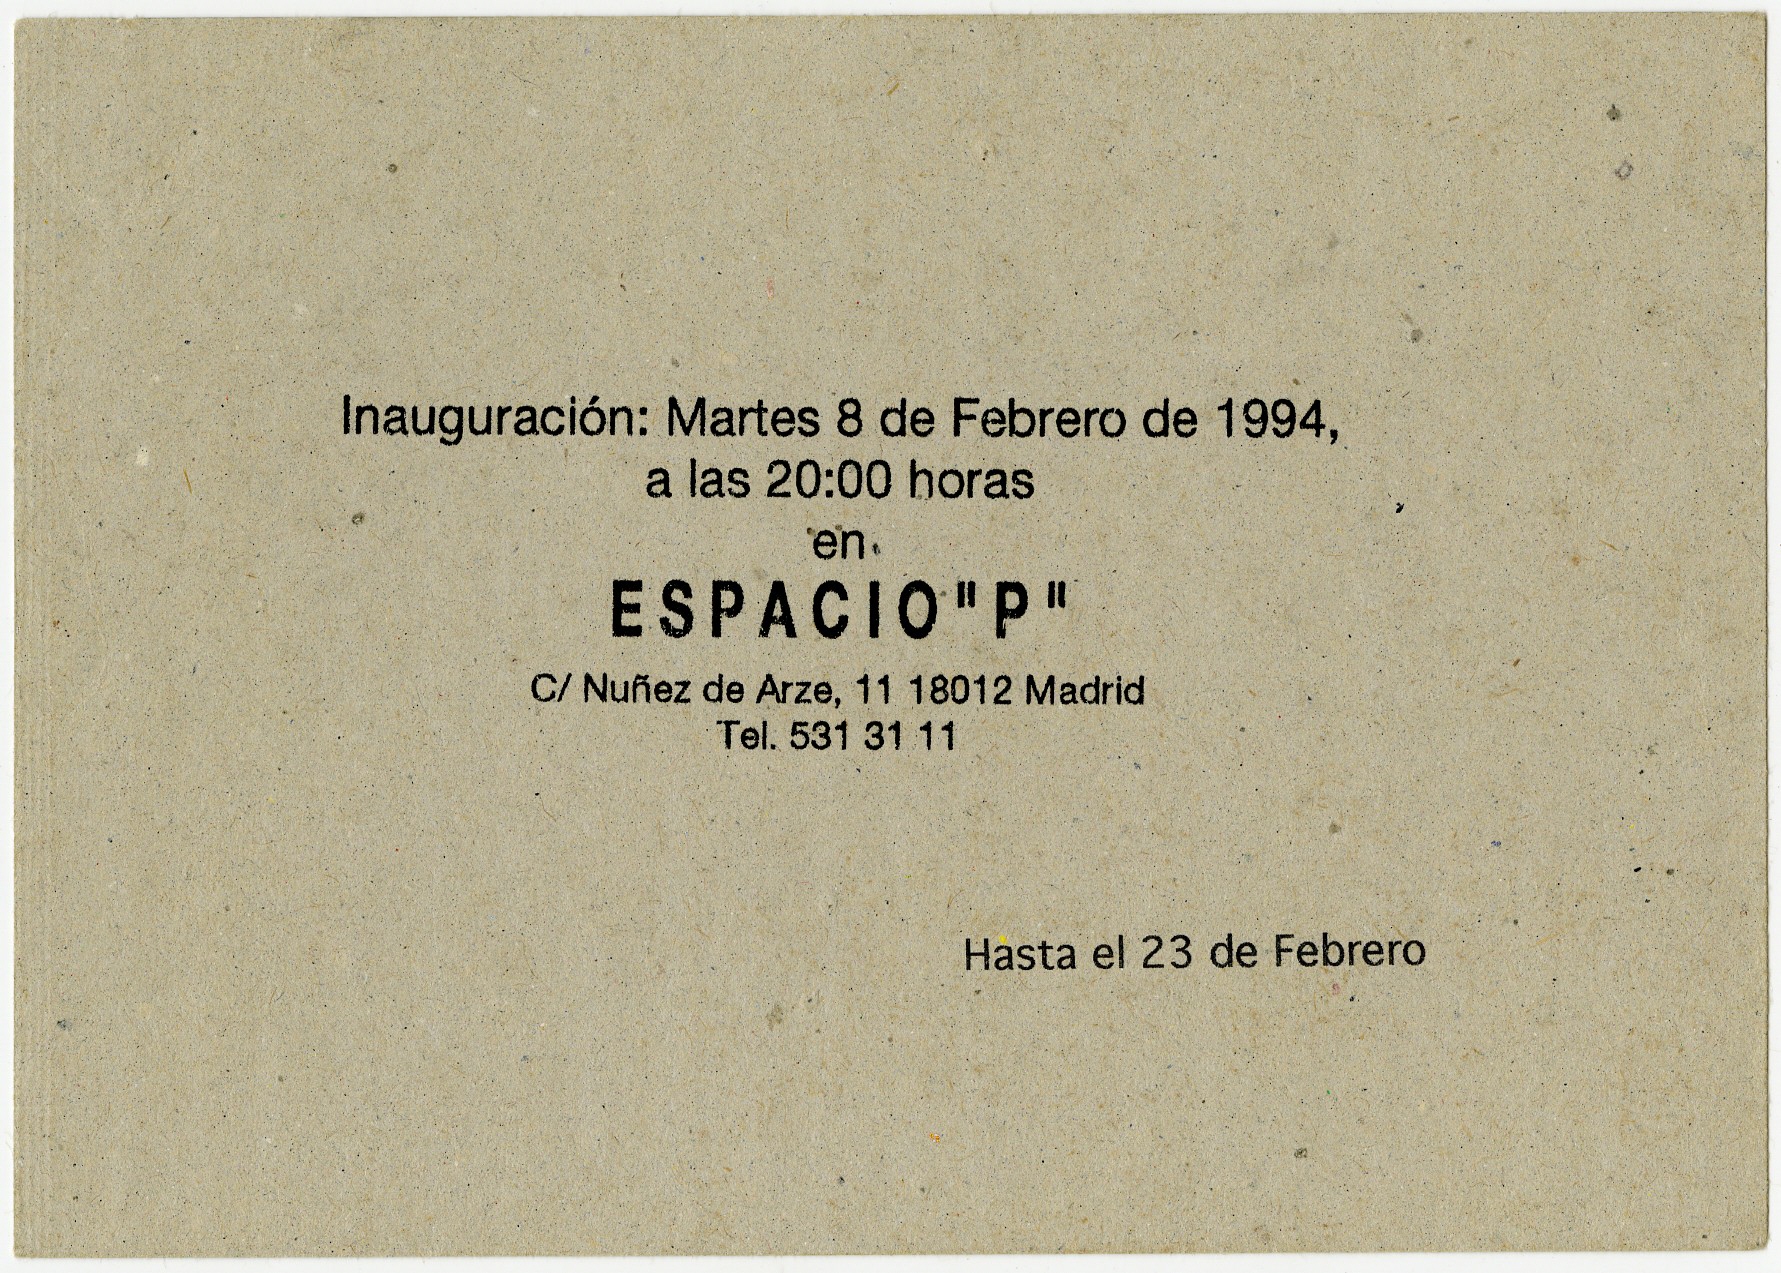 Inauguración: Martes 8 de Febrero de 1994,
a las 20:00 horas
en
ESPACIO "P"
C/ Nuñez de Arze, 11 18012 Madrid
Tel. 531 31 11
Hasta el 23 de Febrero